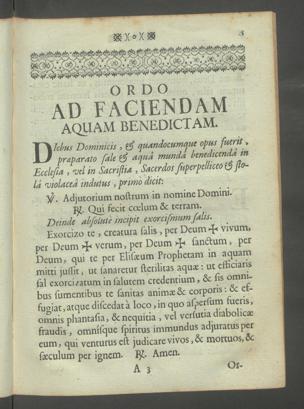 3
ORDO
AD FACIENDAM
AQUAM BENEDICTAM.
DIebus Dominicis, & quandocumque opus fuerit,
præparato sale & aquâ mundâ benedicendâ in
Ecclesia, vel in Sacristia, Sacerdos superpelliceo & sto-
lâ violaceâ indutus, primo dicit:
℣. Adjutorium noſtrum in nomine Domini.
℟. Qui fecit cœlum & terram.
Deinde absolutè incipit exorcismum salis.
Exorcizo te, creatura ſalis, per Deum ✠ vivum,
per Deum ✠ verum, per Deum ✠ ſanctum, per
Deum, qui te per Eliſæum Prophetam in aquam
mitti juſſit, ut ſanaretur ſterilitas aquæ: ut efficiaris
ſal exorcizatum in ſalutem credentium, & ſis omni-
bus ſumentibus te ſanitas animæ & corporis: & ef-
fugiat, atque diſcedat à loco, in quo aſperſum fueris,
omnis phantaſia, & nequitia, vel verſutia diabolicæ
fraudis, omniſque ſpiritus immundus adjuratus per
eum, qui venturus eſt judicare vivos, & mortuos, &
ſæculum per ignem. ℟. Amen.
A 3
Or-